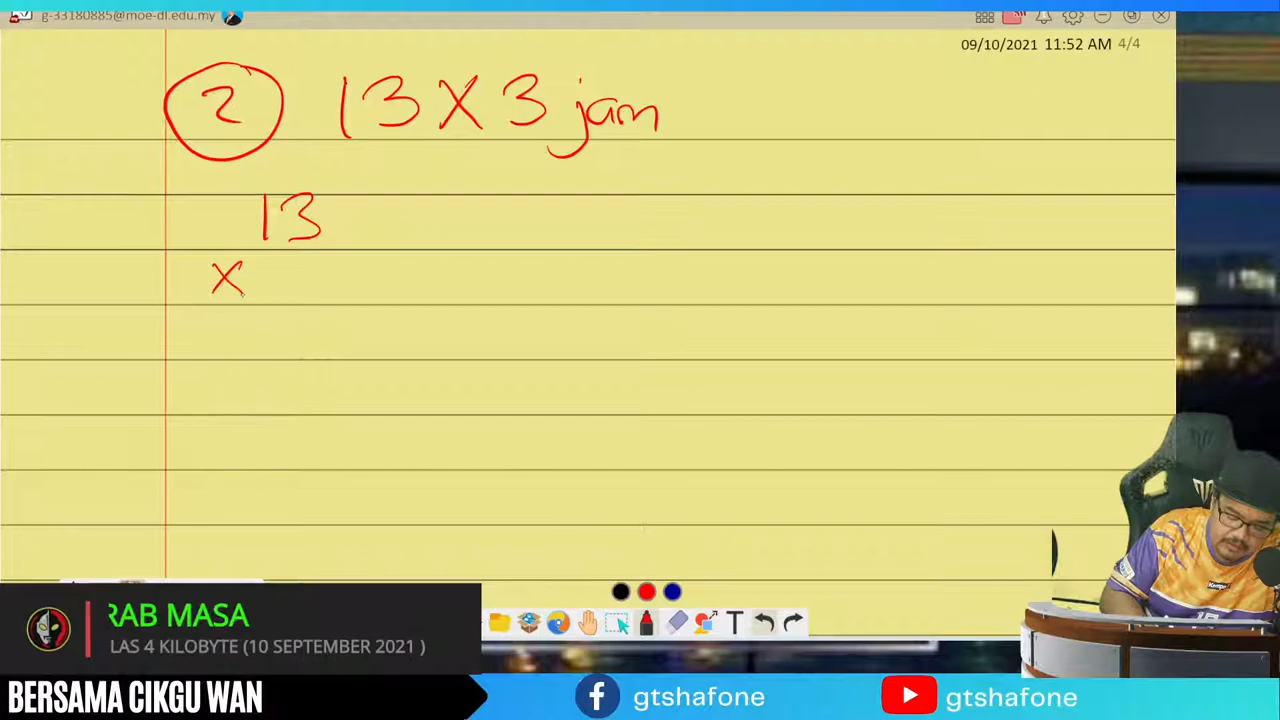 g-33180885@moe-dl.edu.my
09/10/2021 11:52 AM 4/4
2 13 X 3 jam
13
X
T
RAB MASA
LAS 4 KILOBYTE (10 SEPTEMBER 2021 )
BERSAMA CIKGU WAN
gtshafone
gtshafone